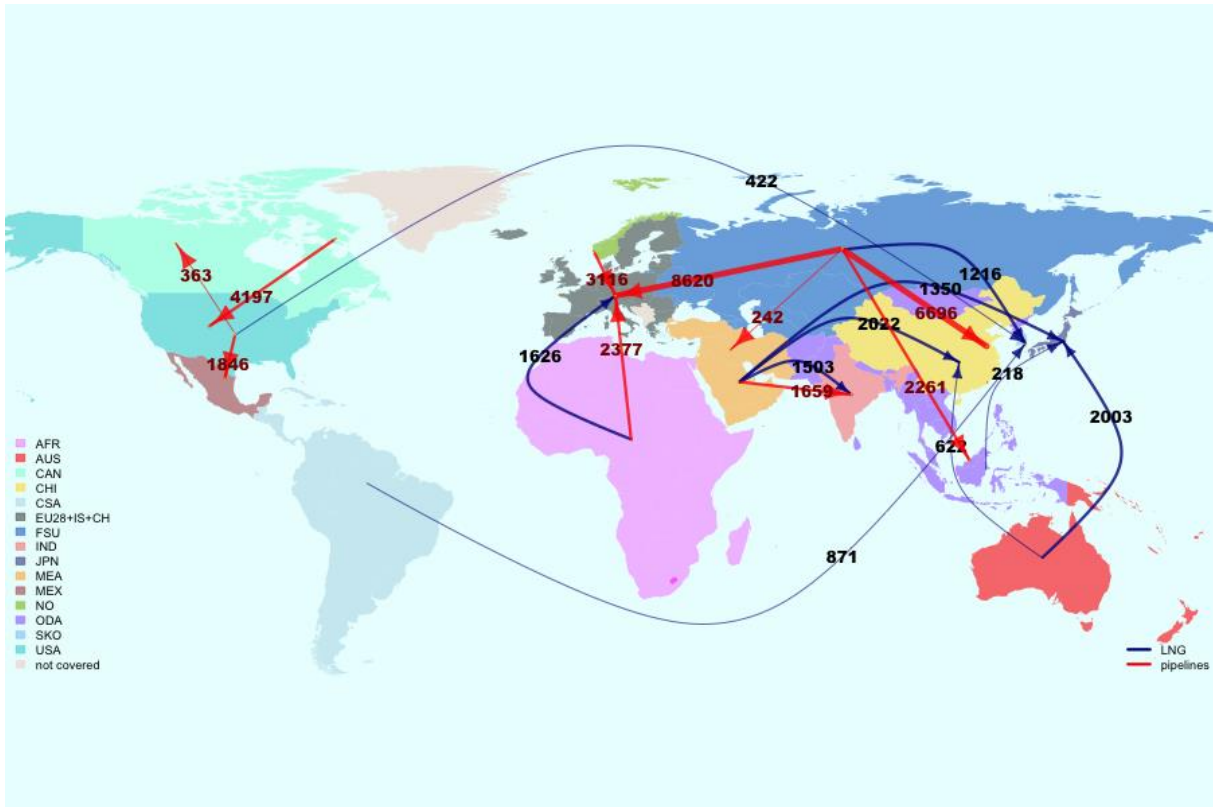 422
363
4197
3116
8620
1216
1350
6696
242
2022
1626
2377
1846
1503
1659
2261
218
2003
622
871
AFR
AUS
CAN
CHI
CSA
EU28+IS+CH
FSU
IND
JPN
MEA
MEX
NO
ODA
SKO
USA
not covered
LNG
pipelines